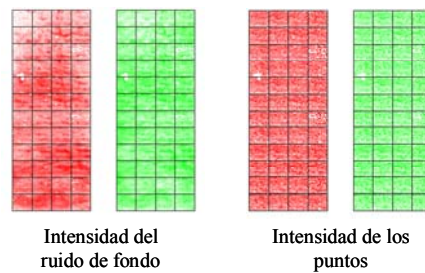 Intensidad del
ruido de fondo
Intensidad de los
puntos